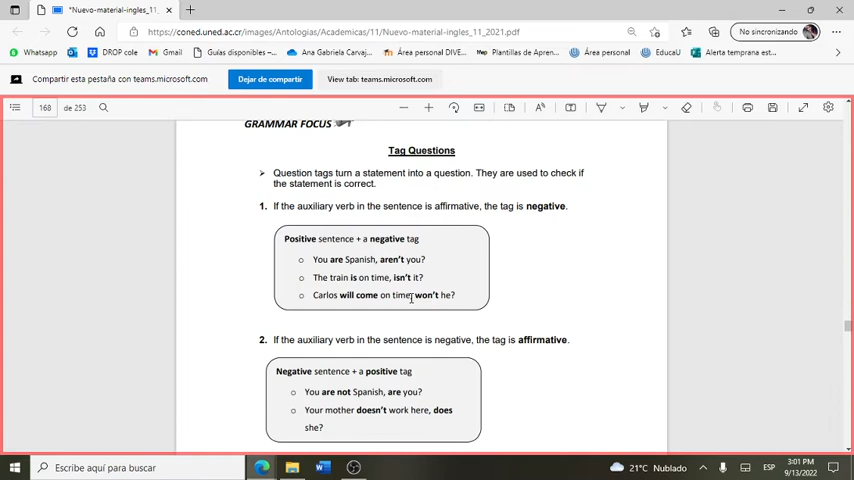 *Nuevo-material-ingles_11
https://coned.uned.ac.cr/images/Antologias/Academicas/11/Nuevo-material-ingles_11_2021.pdf
No sincronizando
Whatsapp
DROP cole
Gmail
Guías disponibles –...
Ana Gabriela Carvaj...
Área personal DIVE...
Plantillas de Apren...
Área personal
EducaU
Alerta temprana est...
Compartir esta pestaña con teams.microsoft.com
Dejar de compartir
View tab: teams.microsoft.com
168 de 253
GRAMMAR FOCUS
Tag Questions
Question tags turn a statement into a question. They are used to check if
the statement is correct.
1. If the auxiliary verb in the sentence is affirmative, the tag is negative.
Positive sentence + a negative tag
You are Spanish, aren't you?
The train is on time, isn't it?
Carlos will come on time, won't he?
2. If the auxiliary verb in the sentence is negative, the tag is affirmative.
Negative sentence + a positive tag
You are not Spanish, are you?
Your mother doesn't work here, does
she?
Escribe aquí para buscar
21°C Nublado
ESP
3:01 PM
9/13/2022